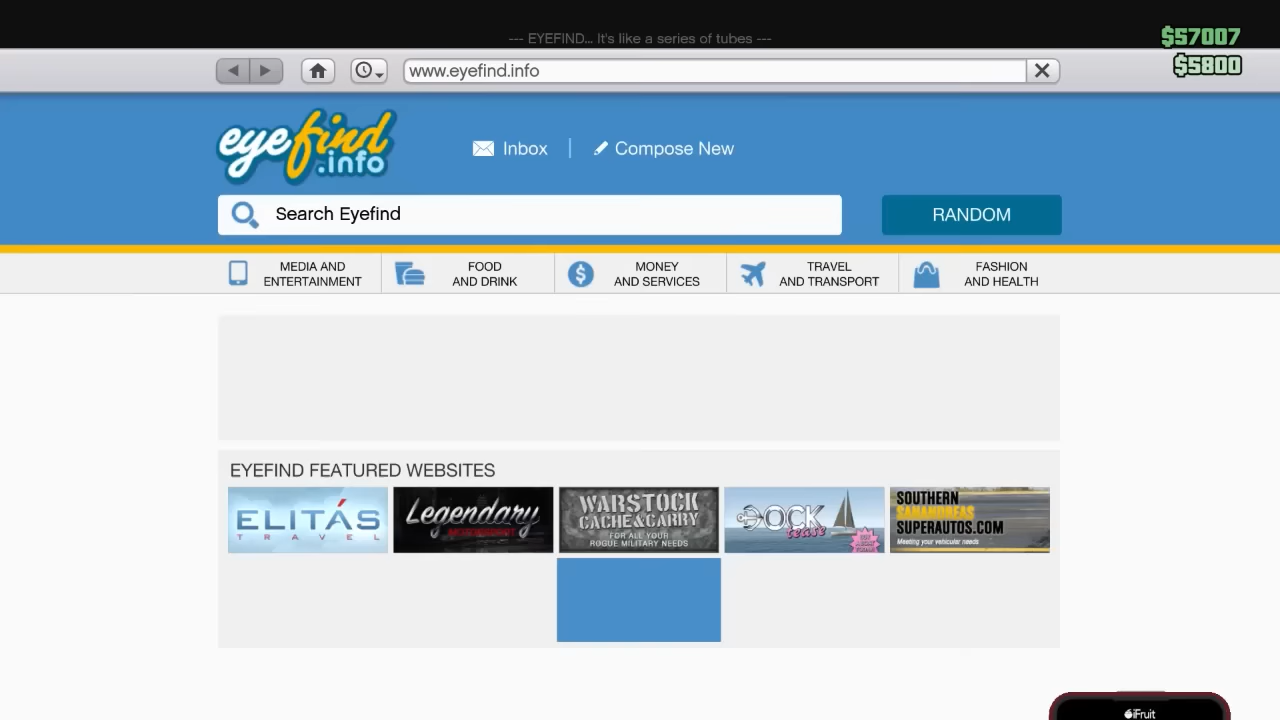 --- EYEFIND... It's like a series of tubes ---
$57007
$5800
www.eyefind.info
eyefind
.info
Inbox
Compose New
Search Eyefind
RANDOM
MEDIA AND
ENTERTAINMENT
FOOD
AND DRINK
MONEY
AND SERVICES
TRAVEL
AND TRANSPORT
FASHION
AND HEALTH
EYEFIND FEATURED WEBSITES
ELITÁS
TRAVEL
Legendary
MOTORSPORT
WARSTOCK
CACHE&CARRY
FOR ALL YOUR
ROGUE MILITARY NEEDS
DOCK
tease
SOUTHERN
SANANDREAS
SUPERAUTOS.COM
Meeting your vehicular needs
iFruit